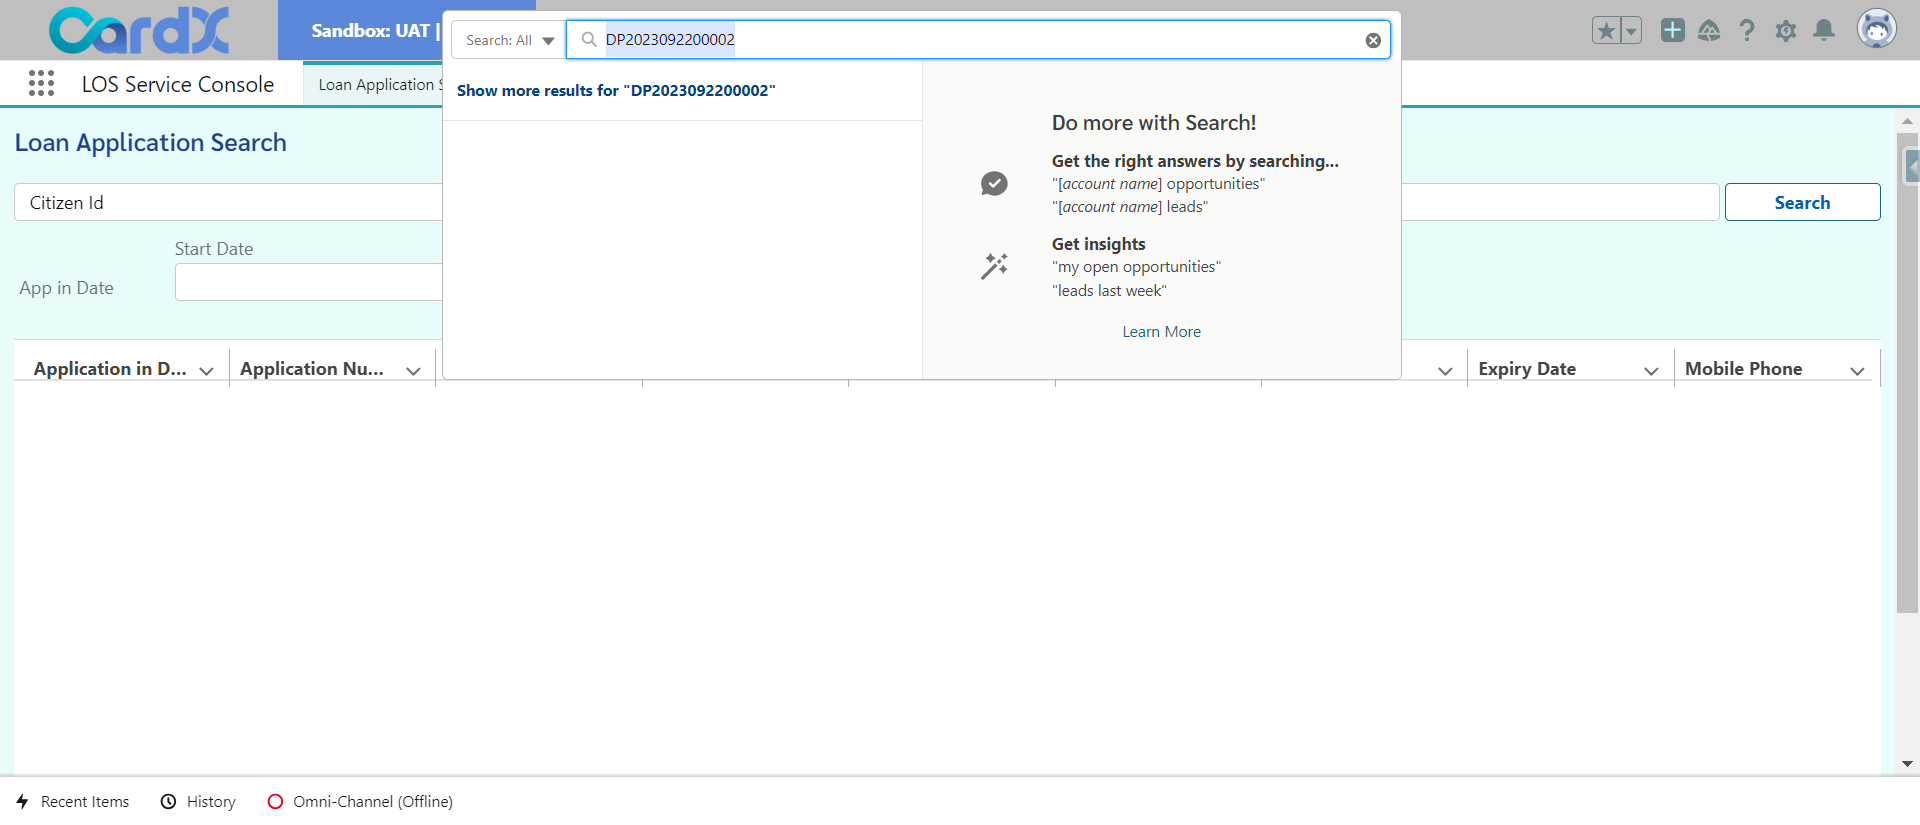 CardX
Sandbox: UAT |
Search: All
DP2023092200002
LOS Service Console
Loan Application S
Show more results for "DP2023092200002"
Do more with Search!
Get the right answers by searching...
"[account name] opportunities"
"[account name] leads"
Get insights
"my open opportunities"
"leads last week"
Learn More
Loan Application Search
Citizen Id
Search
Start Date
App in Date
Application in D...
Application Nu...
Expiry Date
Mobile Phone
Recent Items
History
Omni-Channel (Offline)